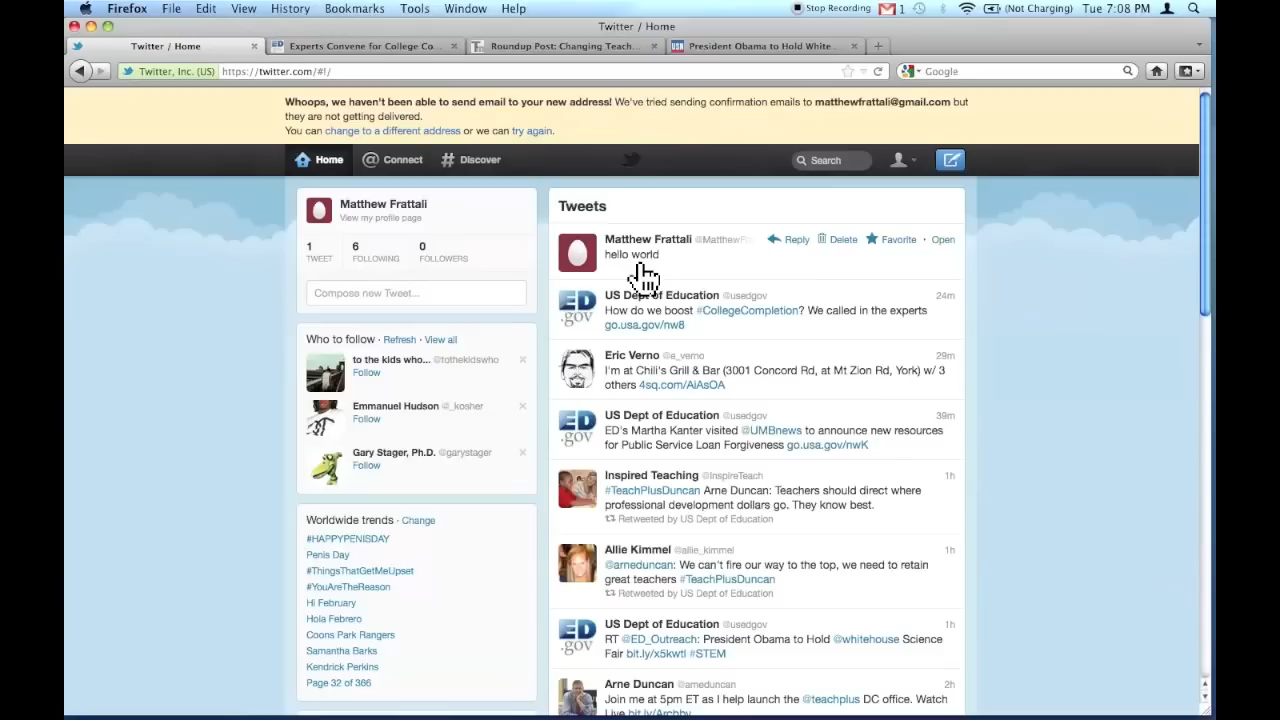 Firefox File Edit View History Bookmarks Tools Window Help Stop Recording 1 (Not Charging) Tue 7:08 PM
Twitter / Home
Twitter / Home Experts Convene for College Co... Roundup Post: Changing Teach... President Obama to Hold White...
Twitter, Inc. (US) https://twitter.com/#!/ Google
Whoops, we haven't been able to send email to your new address! We've tried sending confirmation emails to matthewfrattali@gmail.com but
they are not getting delivered.
You can change to a different address or we can try again.
Home @ Connect # Discover Search
Matthew Frattali
View my profile page
1 6 0
TWEET FOLLOWING FOLLOWERS
Compose new Tweet...
Who to follow · Refresh · View all
to the kids who... @tothekidswho
Follow
Emmanuel Hudson @_kosher
Follow
Gary Stager, Ph.D. @garystager
Follow
Worldwide trends · Change
#HAPPYPENISDAY
Penis Day
#ThingsThatGetMeUpset
#YouAreTheReason
Hi February
Hola Febrero
Coons Park Rangers
Samantha Barks
Kendrick Perkins
Page 32 of 366
Tweets
Matthew Frattali Reply Delete Favorite · Open
hello world
ED.gov
US Dept of Education @usedgov 24m
How do we boost #CollegeCompletion? We called in the experts
go.usa.gov/nw8
Eric Verno @e_verno 29m
I'm at Chili's Grill & Bar (3001 Concord Rd, at Mt Zion Rd, York) w/ 3
others 4sq.com/AiAsOA
ED.gov
US Dept of Education @usedgov 39m
ED's Martha Kanter visited @UMBnews to announce new resources
for Public Service Loan Forgiveness go.usa.gov/nwK
Inspired Teaching @InspireTeach 1h
#TeachPlusDuncan Arne Duncan: Teachers should direct where
professional development dollars go. They know best.
Retweeted by US Dept of Education
Allie Kimmel @allie_kimmel 1h
@arneduncan: We can't fire our way to the top, we need to retain
great teachers #TeachPlusDuncan
Retweeted by US Dept of Education
ED.gov
US Dept of Education @usedgov 1h
RT @ED_Outreach: President Obama to Hold @whitehouse Science
Fair bit.ly/x5kwtl #STEM
Arne Duncan @arneduncan 2h
Join me at 5pm ET as I help launch the @teachplus DC office. Watch